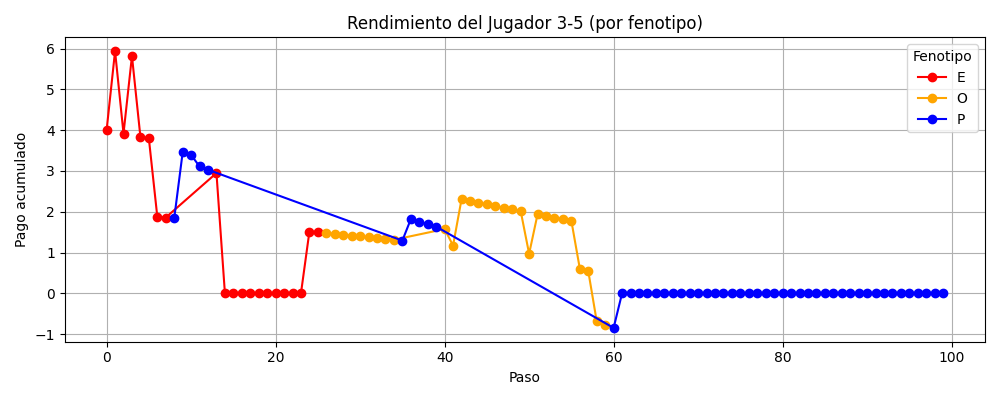 Rendimiento del Jugador 3-5 (por fenotipo)
Pago acumulado
6
5
4
3
2
1
0
−1
Fenotipo
E
O
P
0 20 40 60 80 100
Paso